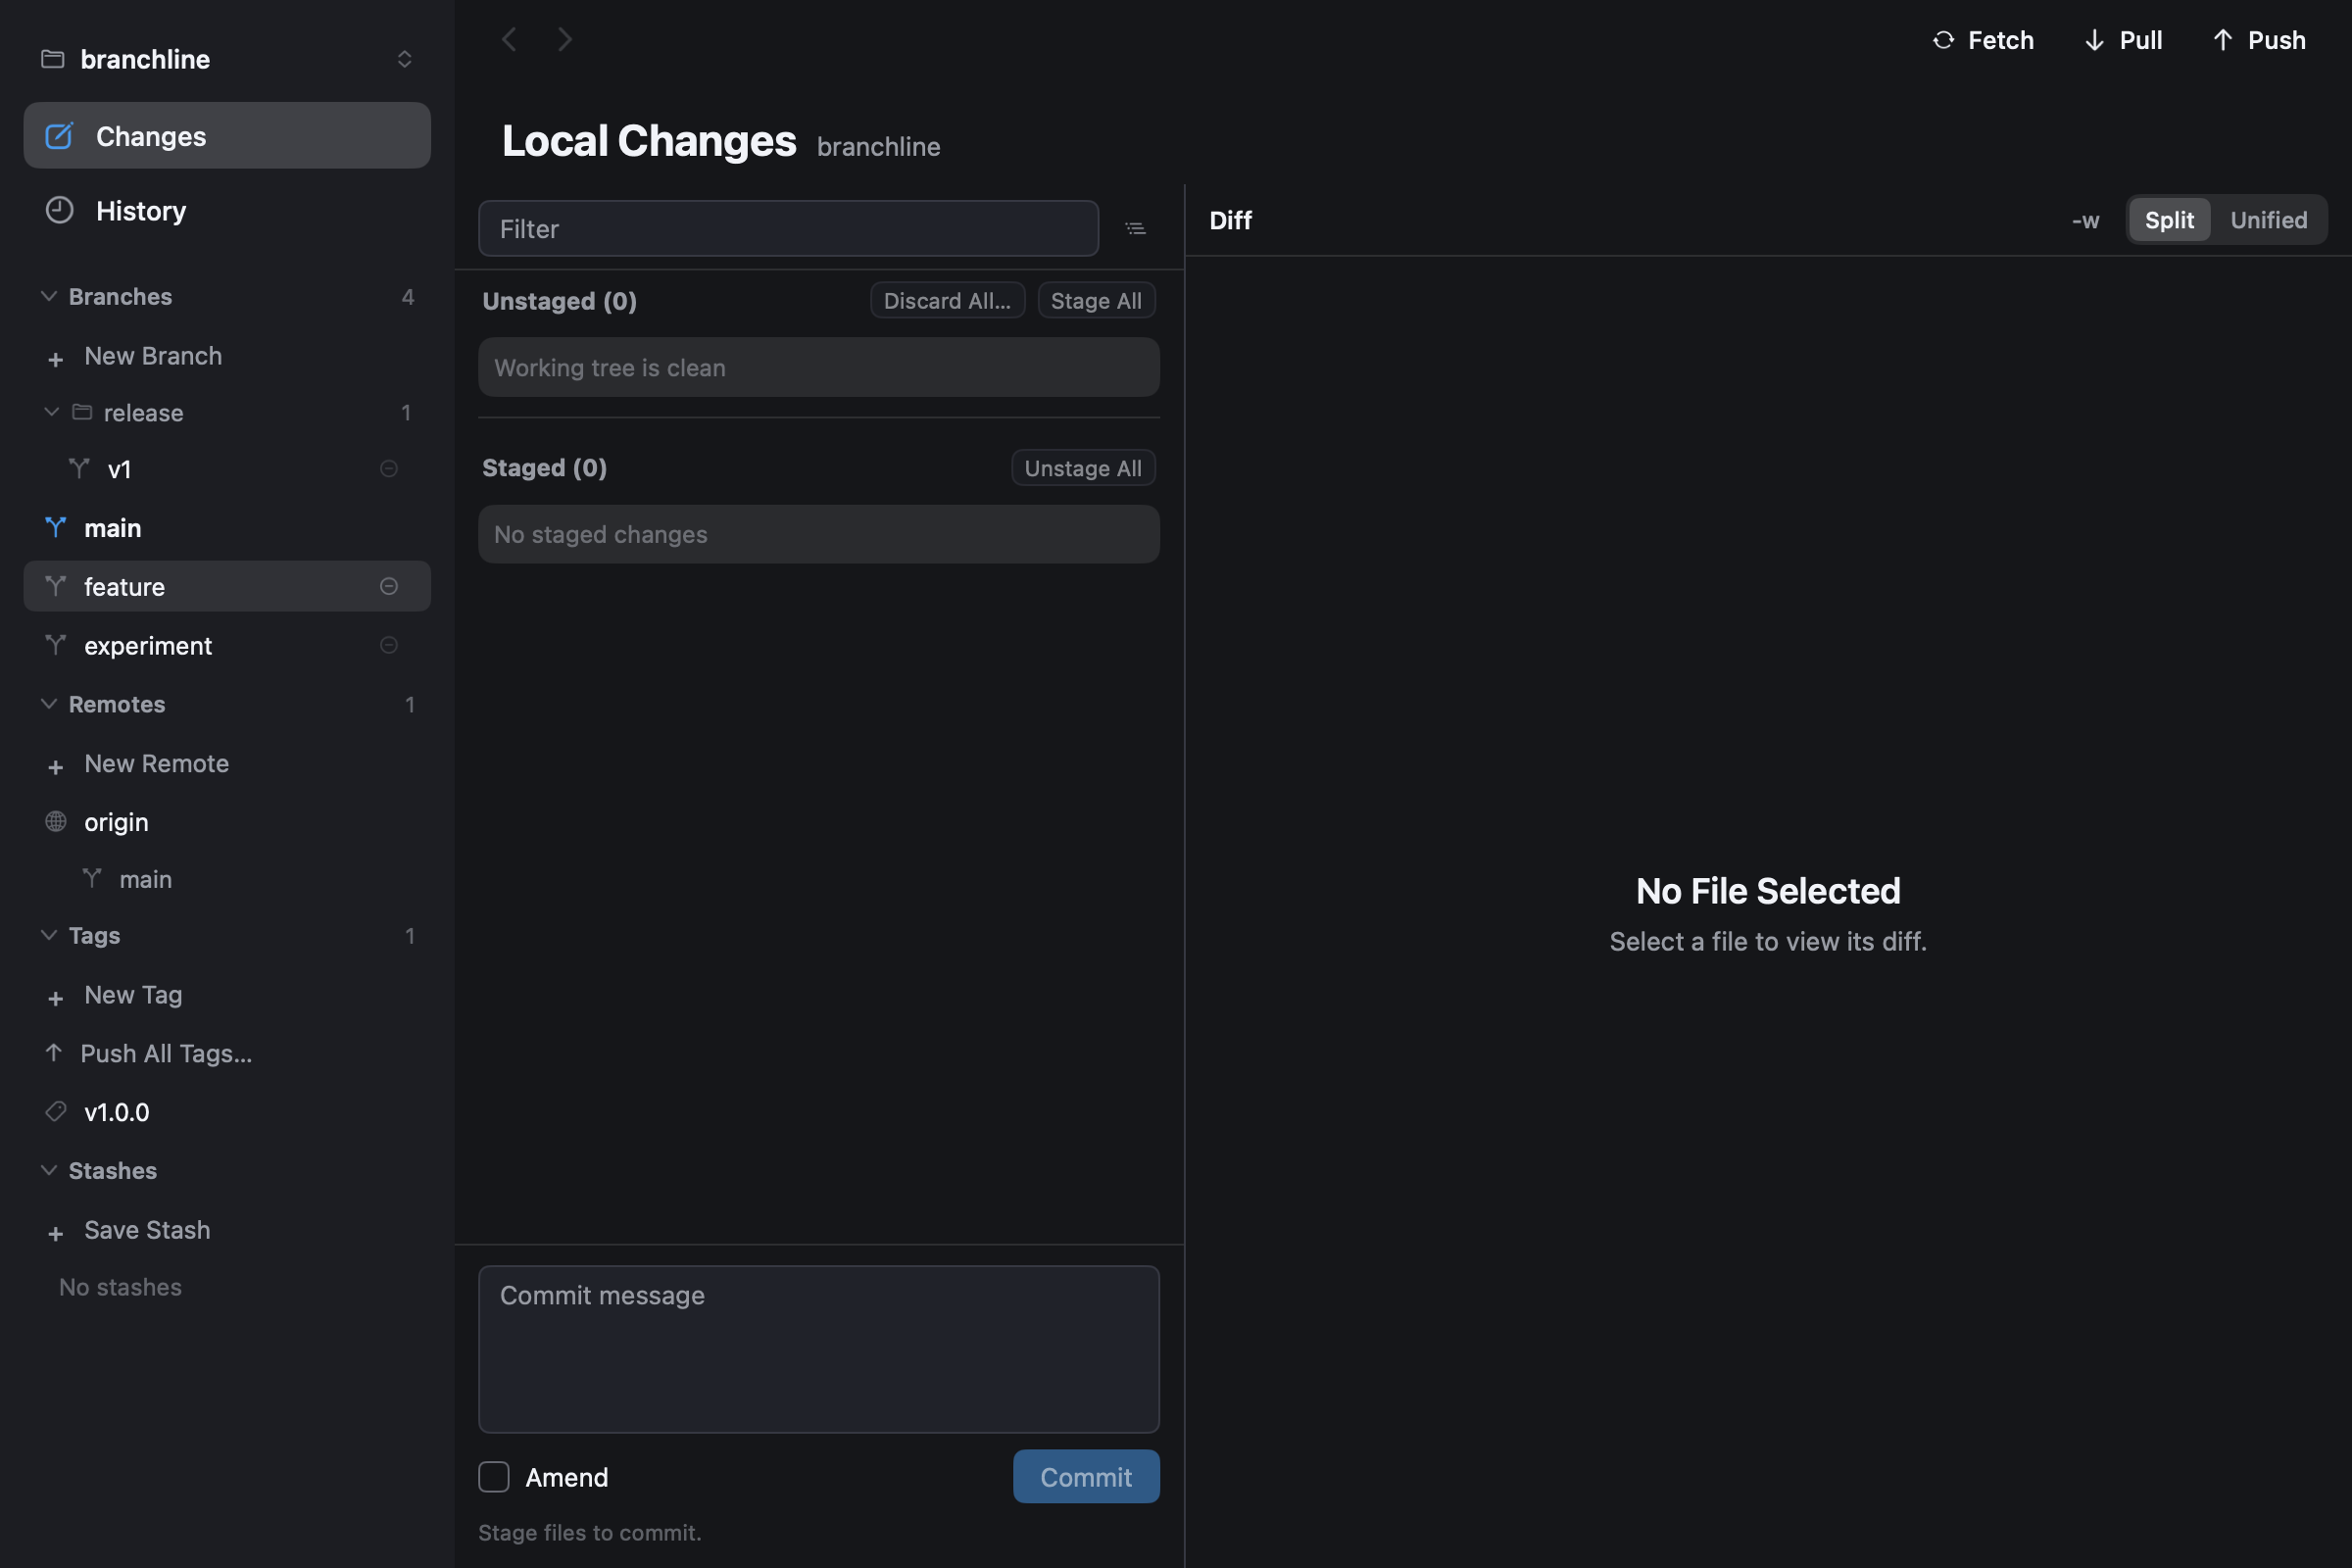 branchline
Changes
History
Branches 4
New Branch
release 1
v1
main
feature
experiment
Remotes 1
New Remote
origin
main
Tags 1
New Tag
Push All Tags...
v1.0.0
Stashes
Save Stash
No stashes
Fetch Pull Push
Local Changes branchline
Filter
Unstaged (0) Discard All... Stage All
Working tree is clean
Staged (0) Unstage All
No staged changes
Commit message
Amend Commit
Stage files to commit.
Diff -w Split Unified
No File Selected
Select a file to view its diff.